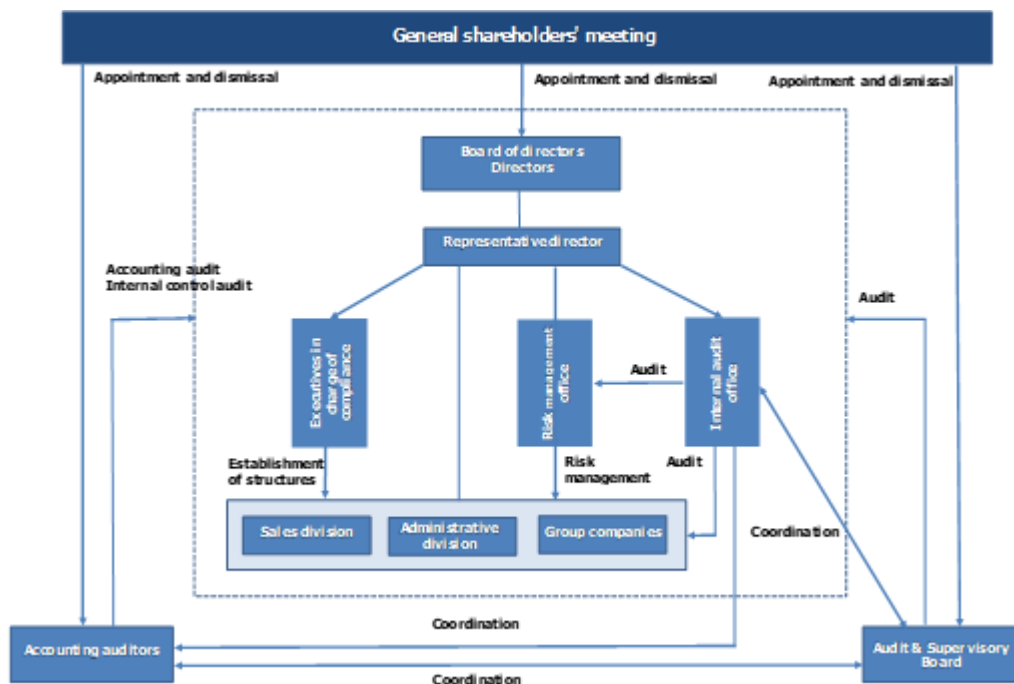 General shareholders' meeting
Appointment and dismissal
Appointment and dismissal
Appointment and dismissal
Board of directors
Directors
Representative director
Accounting audit
Internal control audit
Audit
Executives in
charge of
compliance
Risk management
office
Audit
Internal audit
office
Establishment
of structures
Risk
management
Audit
Sales division
Administrative
division
Group companies
Coordination
Coordination
Accounting auditors
Audit & Supervisory
Board
Coordination